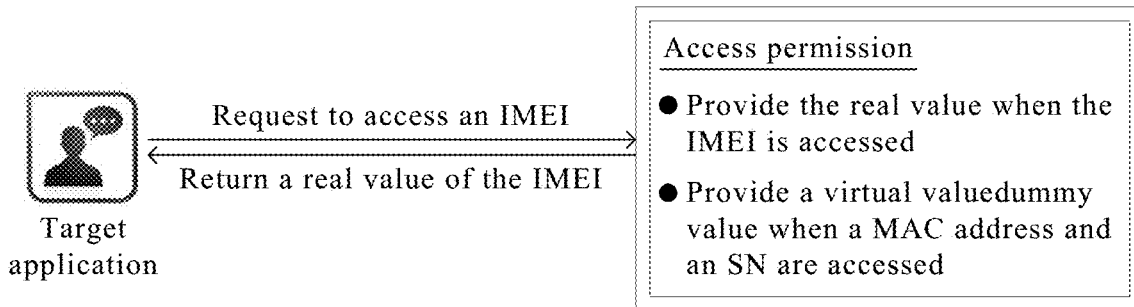 Target
application
Request to access an IMEI
Return a real value of the IMEI
Access permission
● Provide the real value when the
IMEI is accessed
● Provide a virtual valuedummy
value when a MAC address and
an SN are accessed